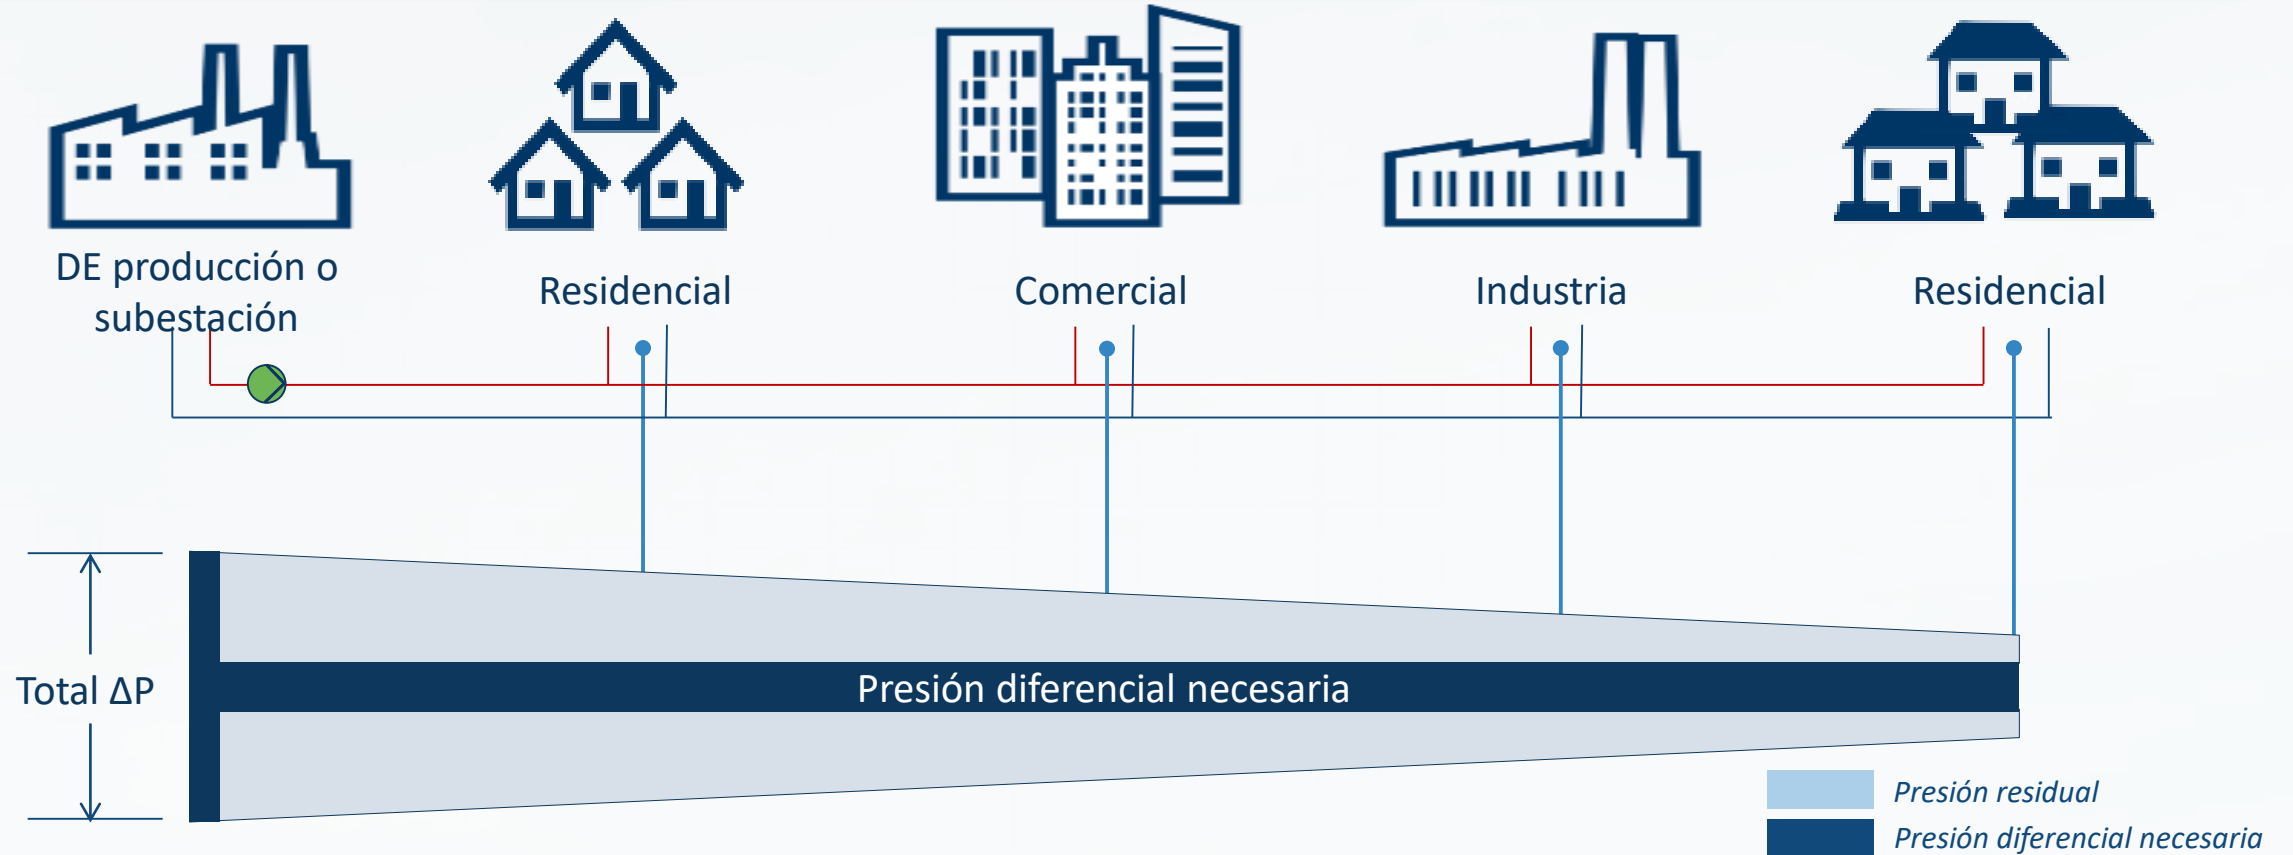 DE producción o
subestación
Residencial
Comercial
Industria
Residencial
Total ΔP
Presión diferencial necesaria
Presión residual
Presión diferencial necesaria